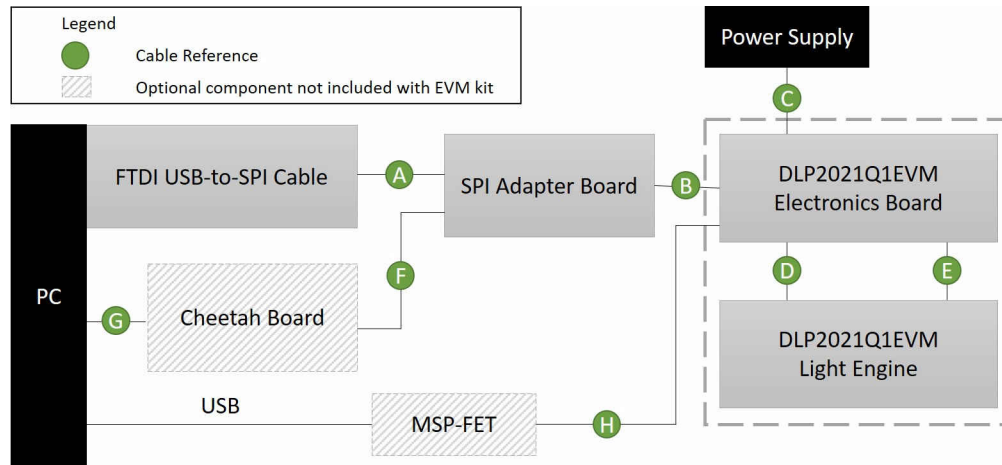 Legend
Cable Reference
Optional component not included with EVM kit
Power Supply
C
PC
FTDI USB-to-SPI Cable
A
SPI Adapter Board
B
DLP2021Q1EVM
Electronics Board
F
D
E
G
Cheetah Board
DLP2021Q1EVM
Light Engine
USB
MSP-FET
H